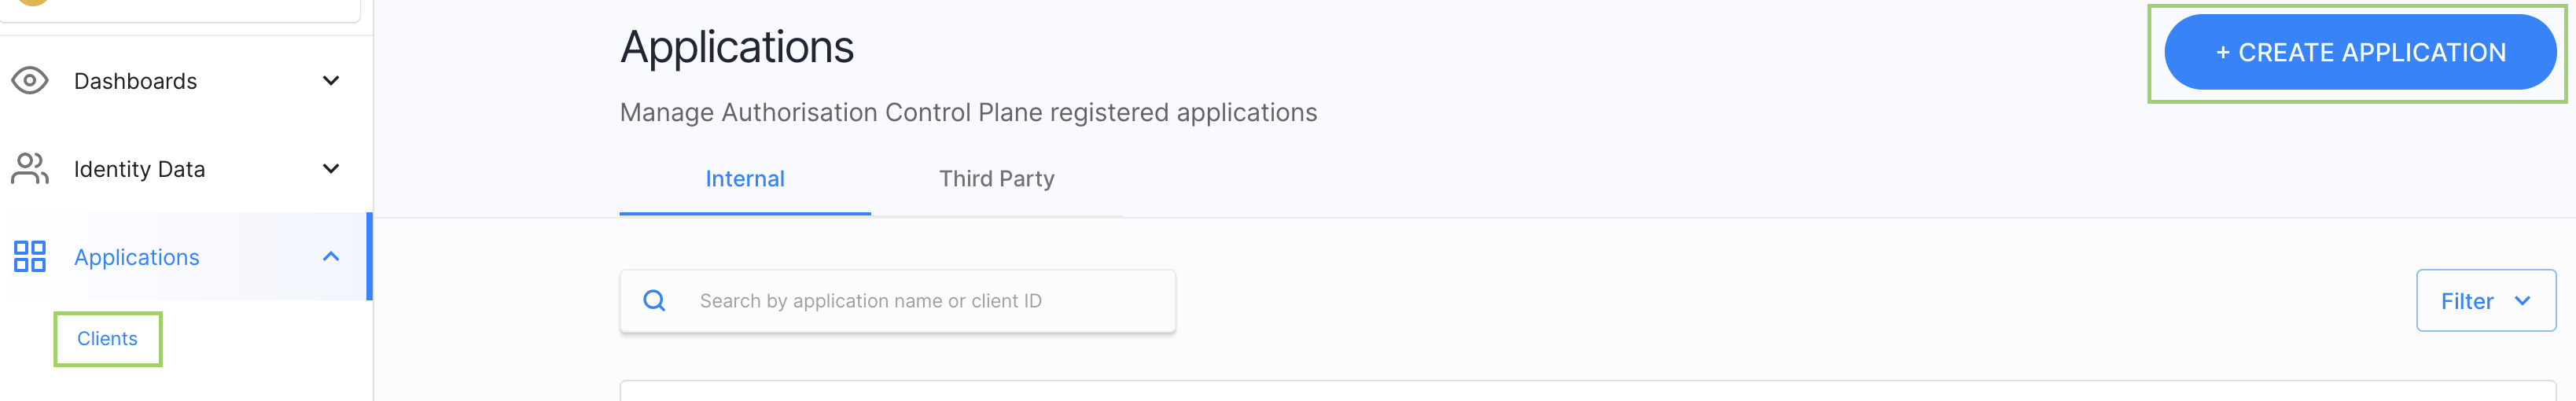 Dashboards
Identity Data
Applications
Clients
Applications
+ CREATE APPLICATION
Manage Authorisation Control Plane registered applications
Internal
Third Party
Search by application name or client ID
Filter